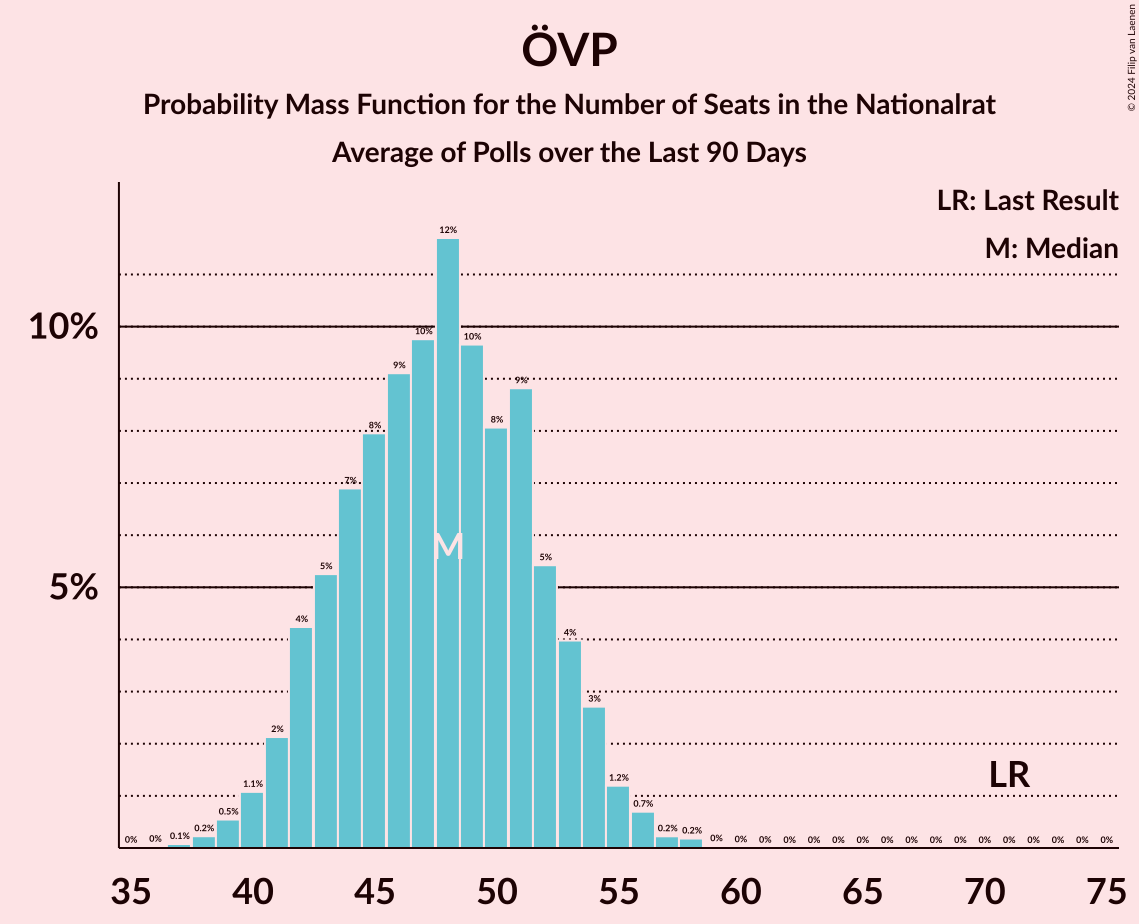 ÖVP
Probability Mass Function for the Number of Seats in the Nationalrat
Average of Polls over the Last 90 Days
© 2024 Filip van Laenen
LR: Last Result
M: Median
10%
5%
0% 0% 0.1% 0.2% 0.5% 1.1% 2% 4% 5% 7% 8% 9% 10% 12% 10% 8% 9% 5% 4% 3% 1.2% 0.7% 0.2% 0.2% 0% 0% 0% 0% 0% 0% 0% 0% 0% 0% 0% 0% 0% 0% 0% 0% 0%
M
LR
35 40 45 50 55 60 65 70 75